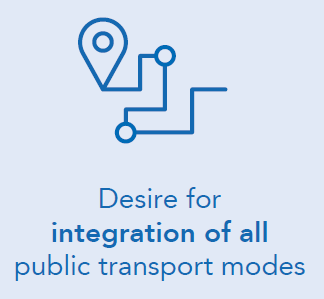 Desire for
integration of all
public transport modes